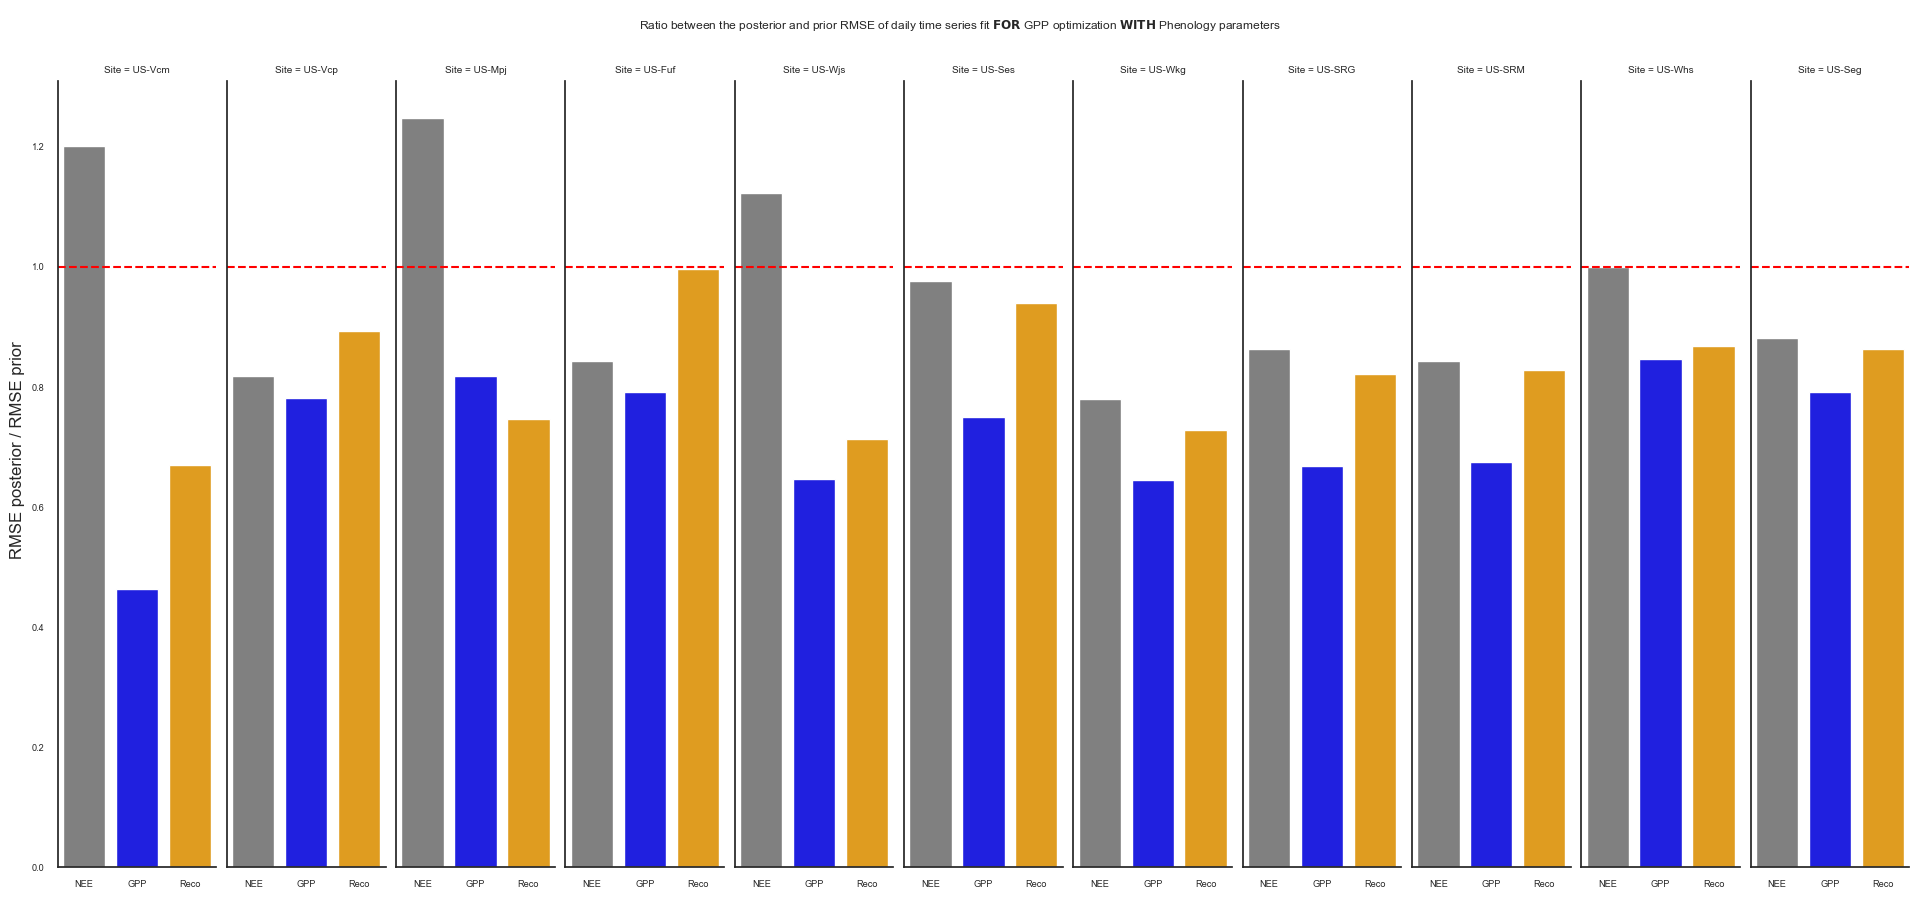 Ratio between the posterior and prior RMSE of daily time series fit FOR GPP optimization WITH Phenology parameters
Site = US-Vcm
Site = US-Vcp
Site = US-Mpj
Site = US-Fuf
Site = US-Wjs
Site = US-Ses
Site = US-Wkg
Site = US-SRG
Site = US-SRM
Site = US-Whs
Site = US-Seg
RMSE posterior / RMSE prior
1.2
1.0
0.8
0.6
0.4
0.2
0.0
NEE GPP Reco
NEE GPP Reco
NEE GPP Reco
NEE GPP Reco
NEE GPP Reco
NEE GPP Reco
NEE GPP Reco
NEE GPP Reco
NEE GPP Reco
NEE GPP Reco
NEE GPP Reco